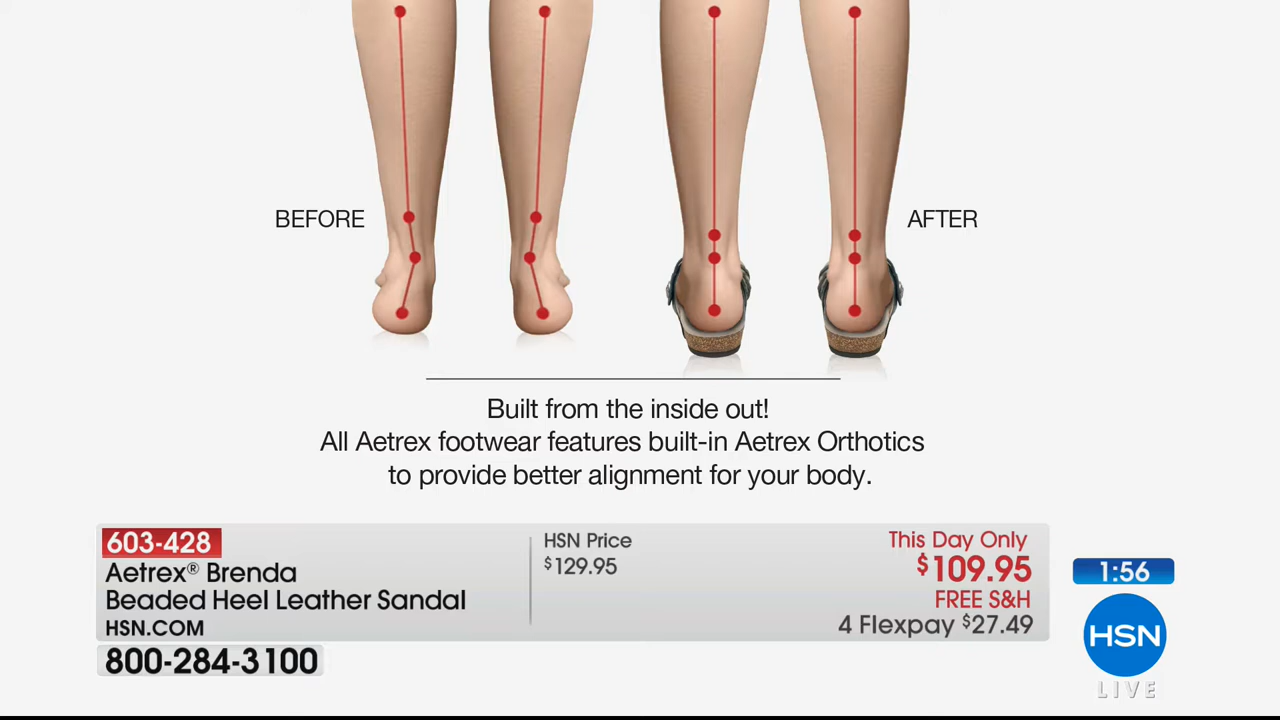 BEFORE
AFTER
Built from the inside out!
All Aetrex footwear features built-in Aetrex Orthotics
to provide better alignment for your body.
603-428
Aetrex® Brenda
Beaded Heel Leather Sandal
HSN.COM
800-284-3100
HSN Price
$129.95
This Day Only
$109.95
FREE S&H
4 Flexpay $27.49
1:56
HSN
LIVE